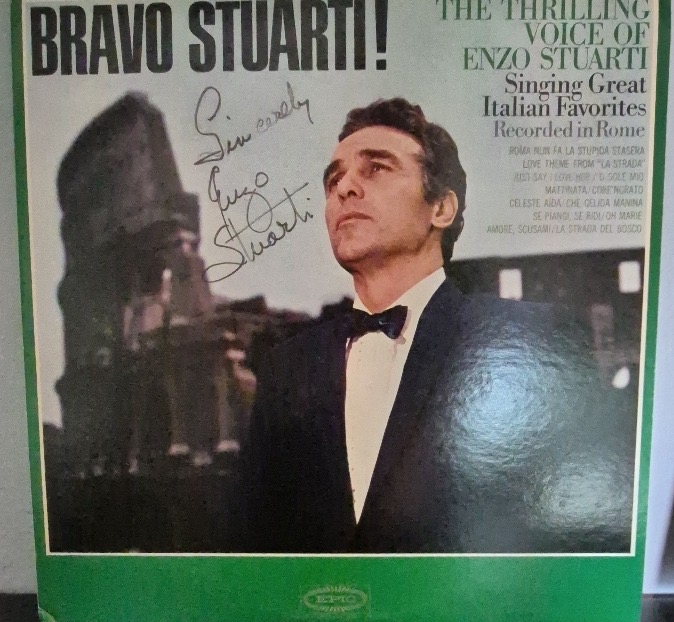 BRAVO STUARTI!
THE THRILLING
VOICE OF
ENZO STUARTI
Singing Great
Italian Favorites
Recorded in Rome
ROMA NUN FA LA STUPIDA STASERA
LOVE THEME FROM "LA STRADA"
JUST SAY I LOVE HER / O SOLE MIO
MATTINATA/CORE'NGRATO
CELESTE AIDA/CHE GELIDA MANINA
SE PIANGI, SE RIDI/OH MARIE
AMORE, SCUSAMI/LA STRADA DEL BOSCO
Sincerely
Enzo
Stuarti
EPIC